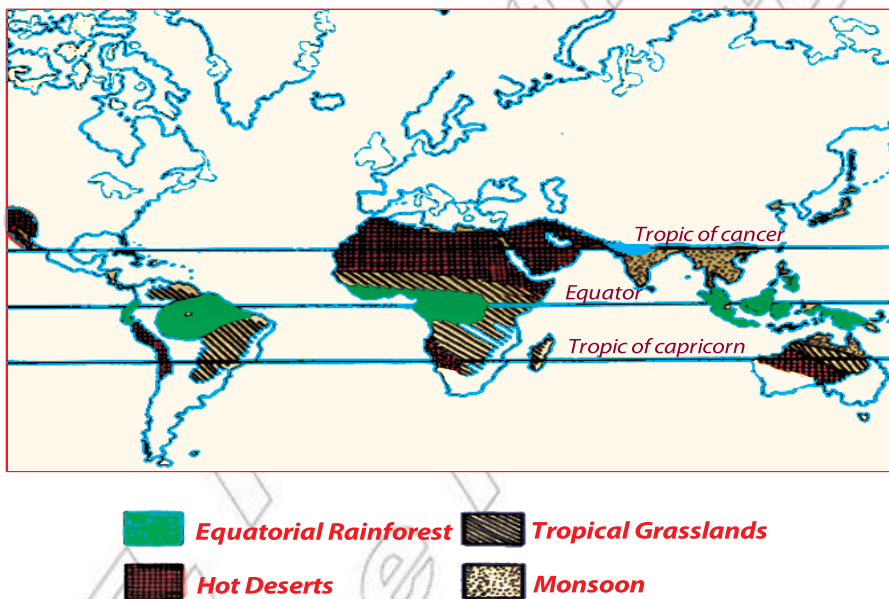 Tropic of cancer
Equator
Tropic of capricorn
Equatorial Rainforest
Tropical Grasslands
Hot Deserts
Monsoon